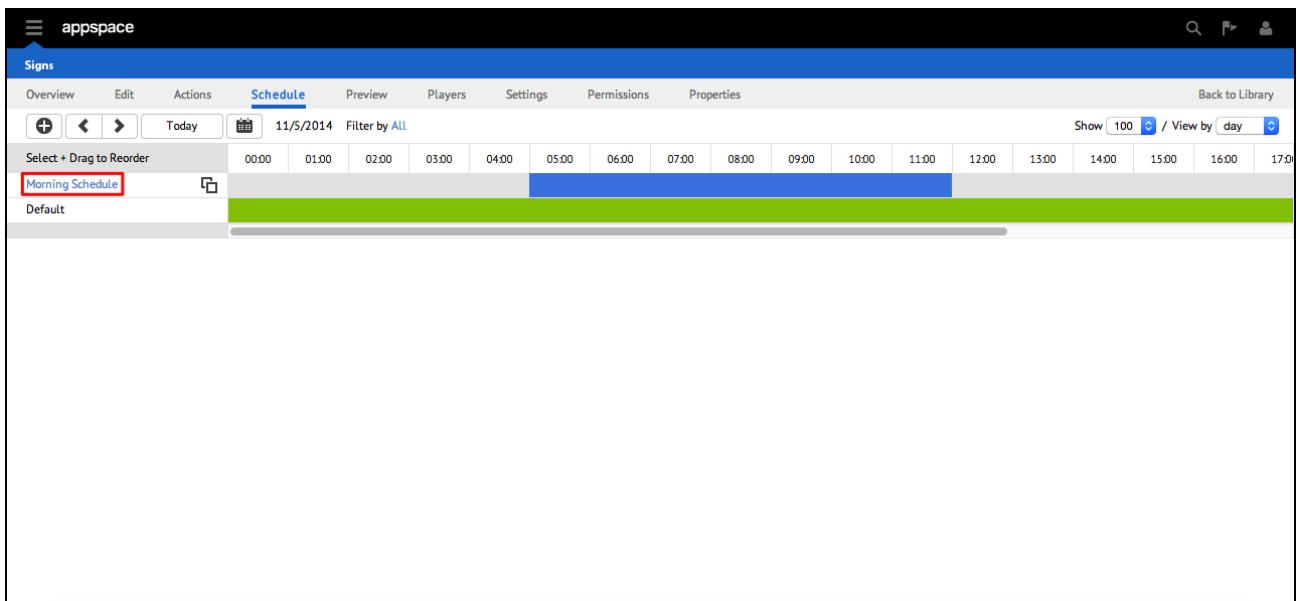 appspace
Signs
Overview Edit Actions Schedule Preview Players Settings Permissions Properties Back to Library
Today 11/5/2014 Filter by All Show 100 / View by day
Select + Drag to Reorder 00:00 01:00 02:00 03:00 04:00 05:00 06:00 07:00 08:00 09:00 10:00 11:00 12:00 13:00 14:00 15:00 16:00 17:0
Morning Schedule
Default